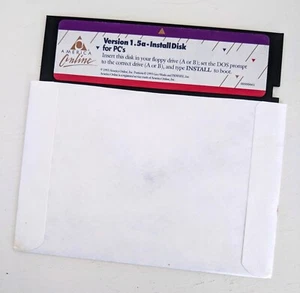 AMERICA
Online
Version 1.5a-Install Disk
for PC's
Insert this disk in your floppy drive (A or B), set the DOS prompt
to the correct drive (A or B), and type INSTALL to boot.